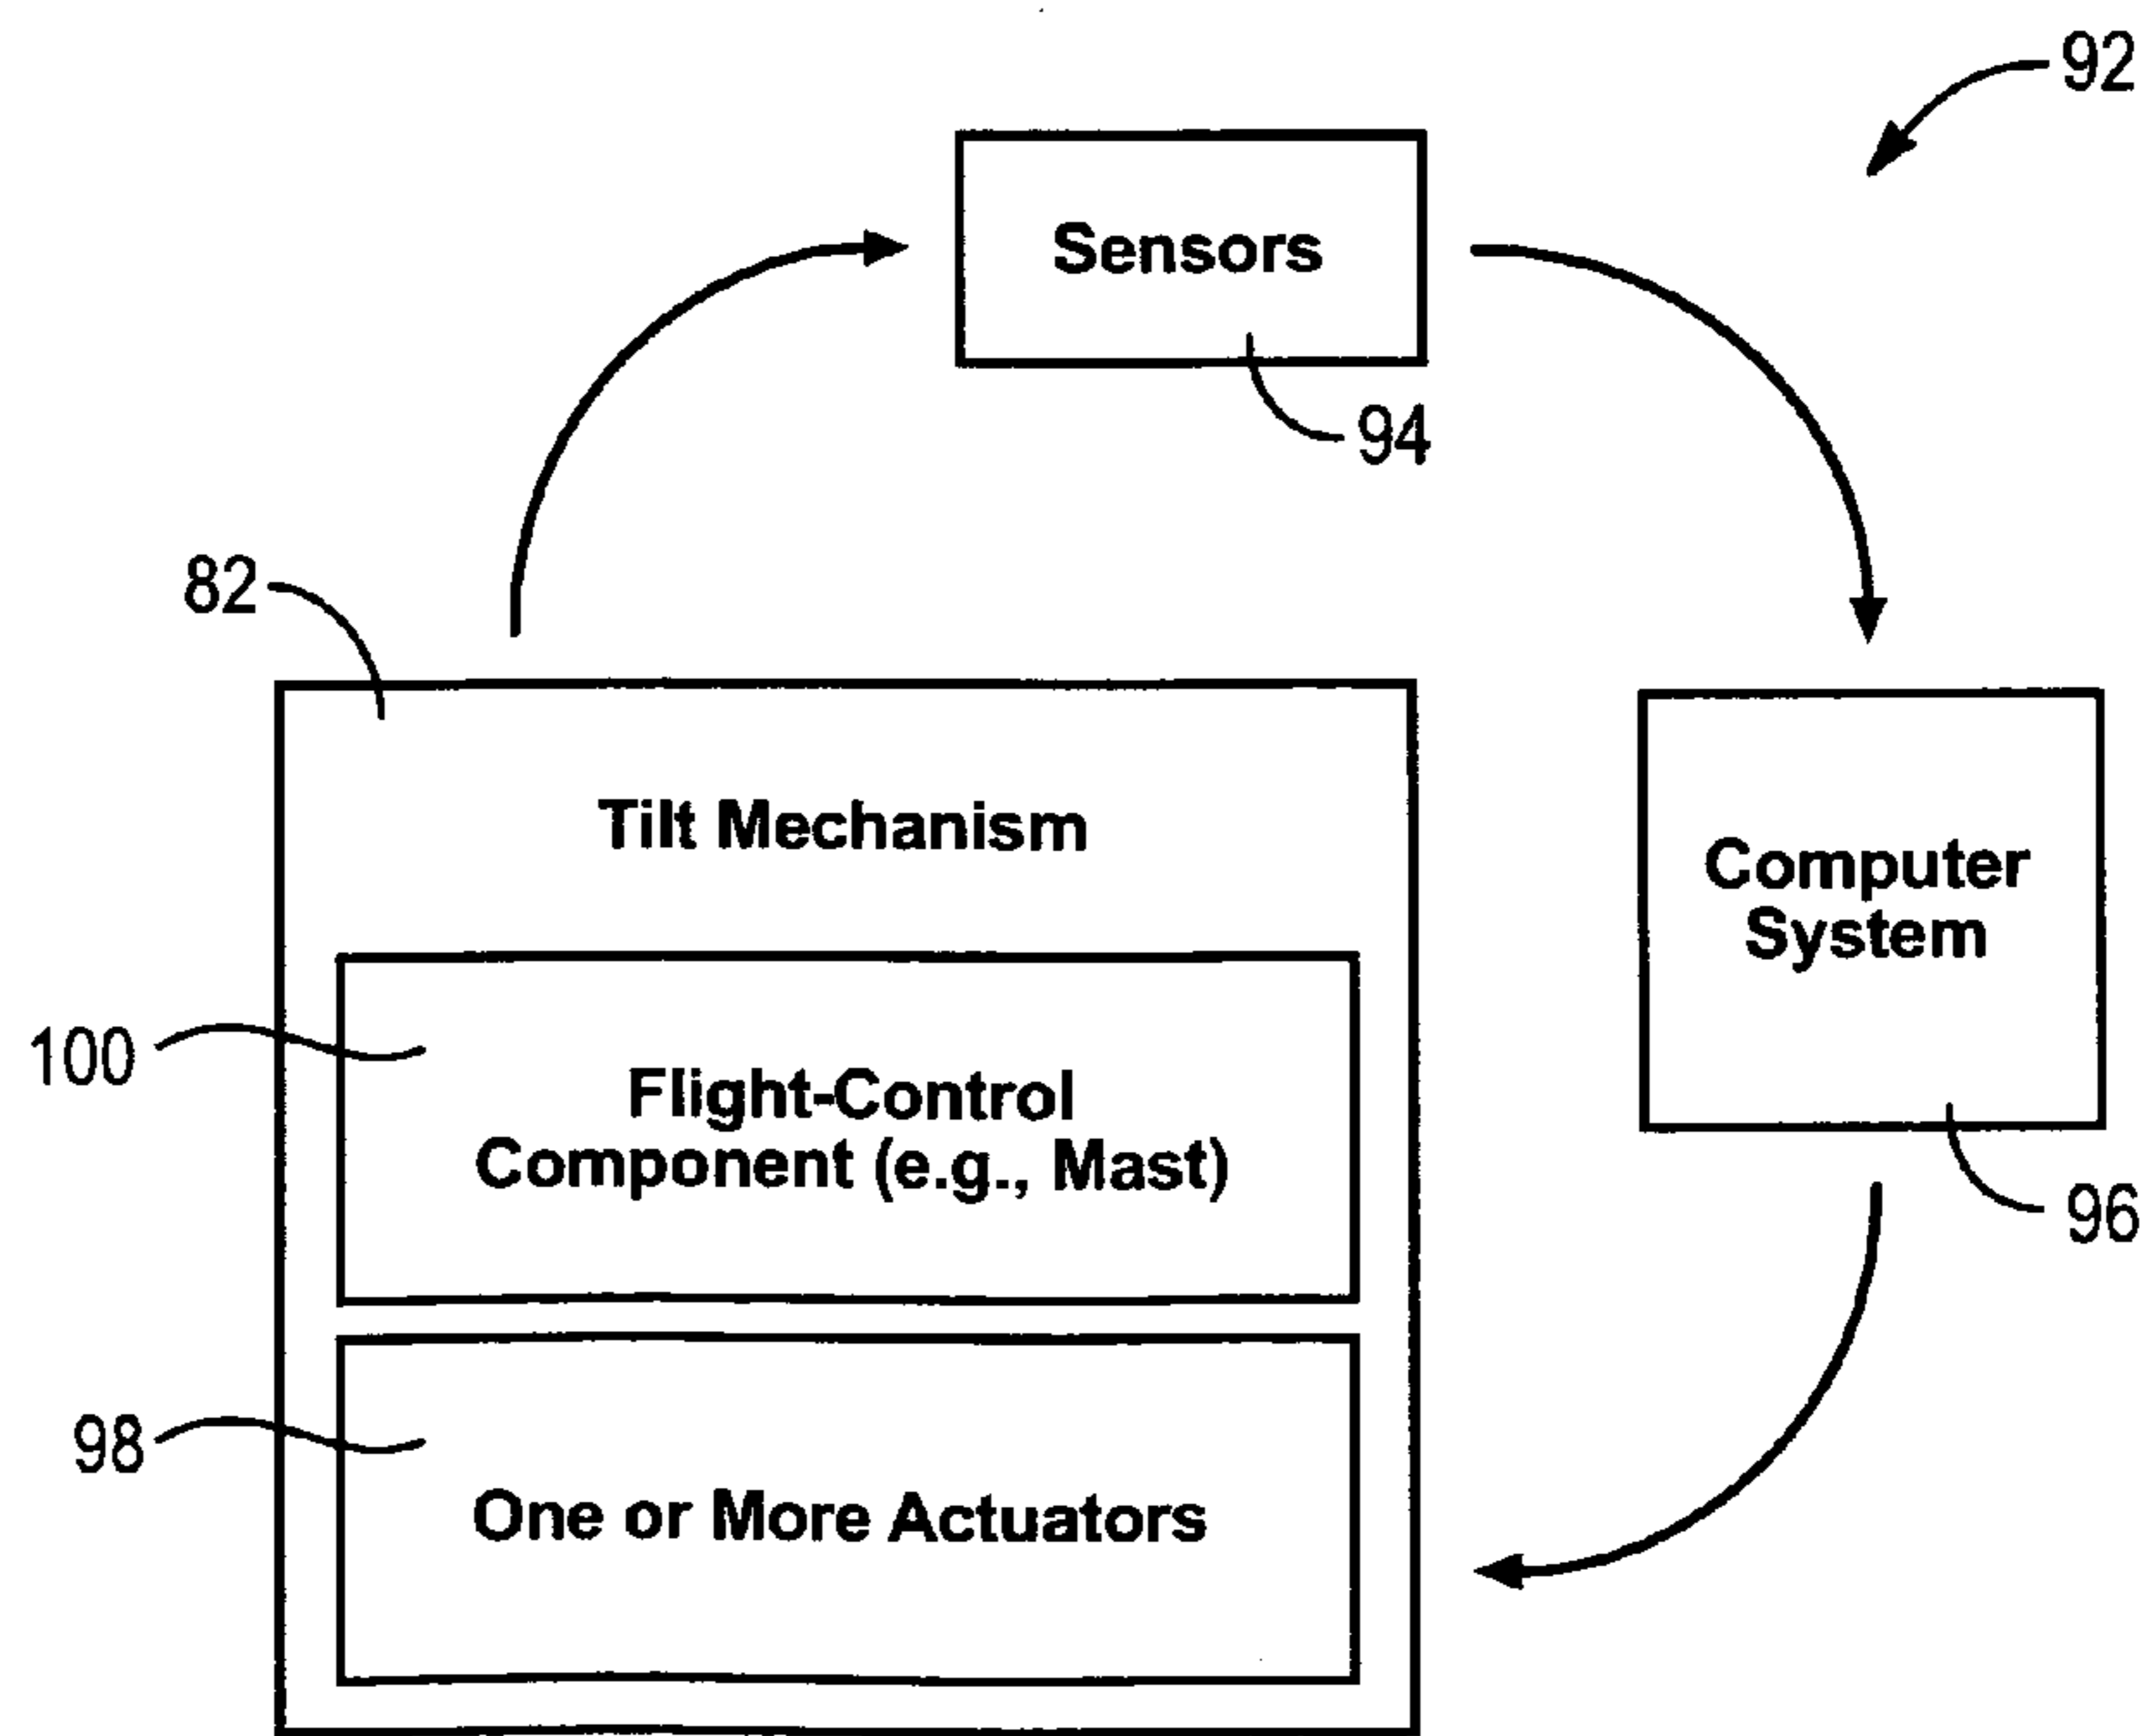 92
Sensors
94
82
Tilt Mechanism
Computer
System
100
Flight-Control
Component (e.g., Mast)
96
98
One or More Actuators